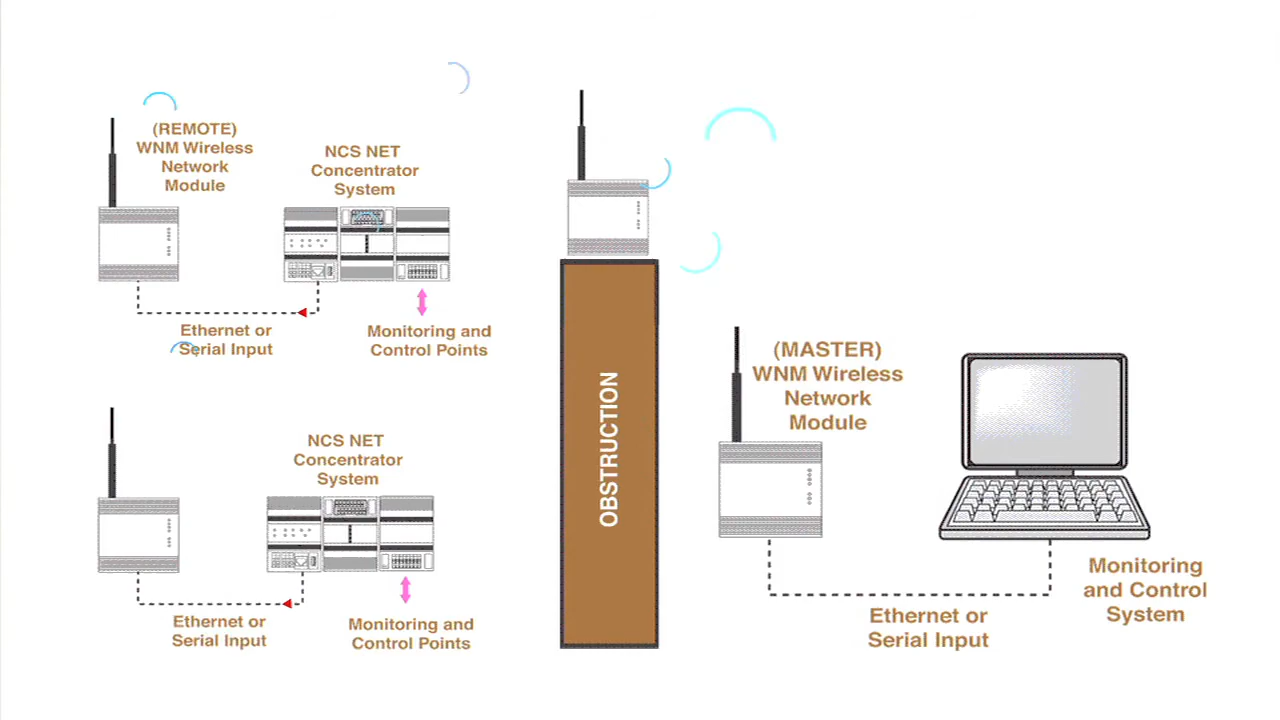 (REMOTE)
WNM Wireless
Network
Module
NCS NET
Concentrator
System
Ethernet or
Serial Input
Monitoring and
Control Points
NCS NET
Concentrator
System
Ethernet or
Serial Input
Monitoring and
Control Points
OBSTRUCTION
(MASTER)
WNM Wireless
Network
Module
Ethernet or
Serial Input
Monitoring
and Control
System